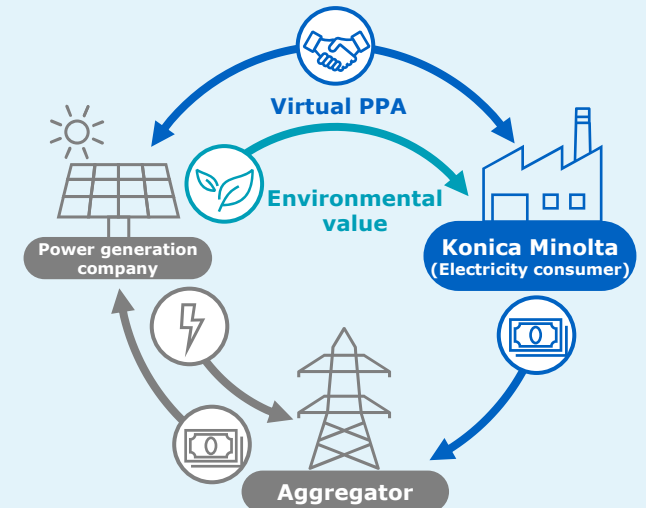 Virtual PPA
Environmental
value
Power generation
company
Konica Minolta
(Electricity consumer)
Aggregator